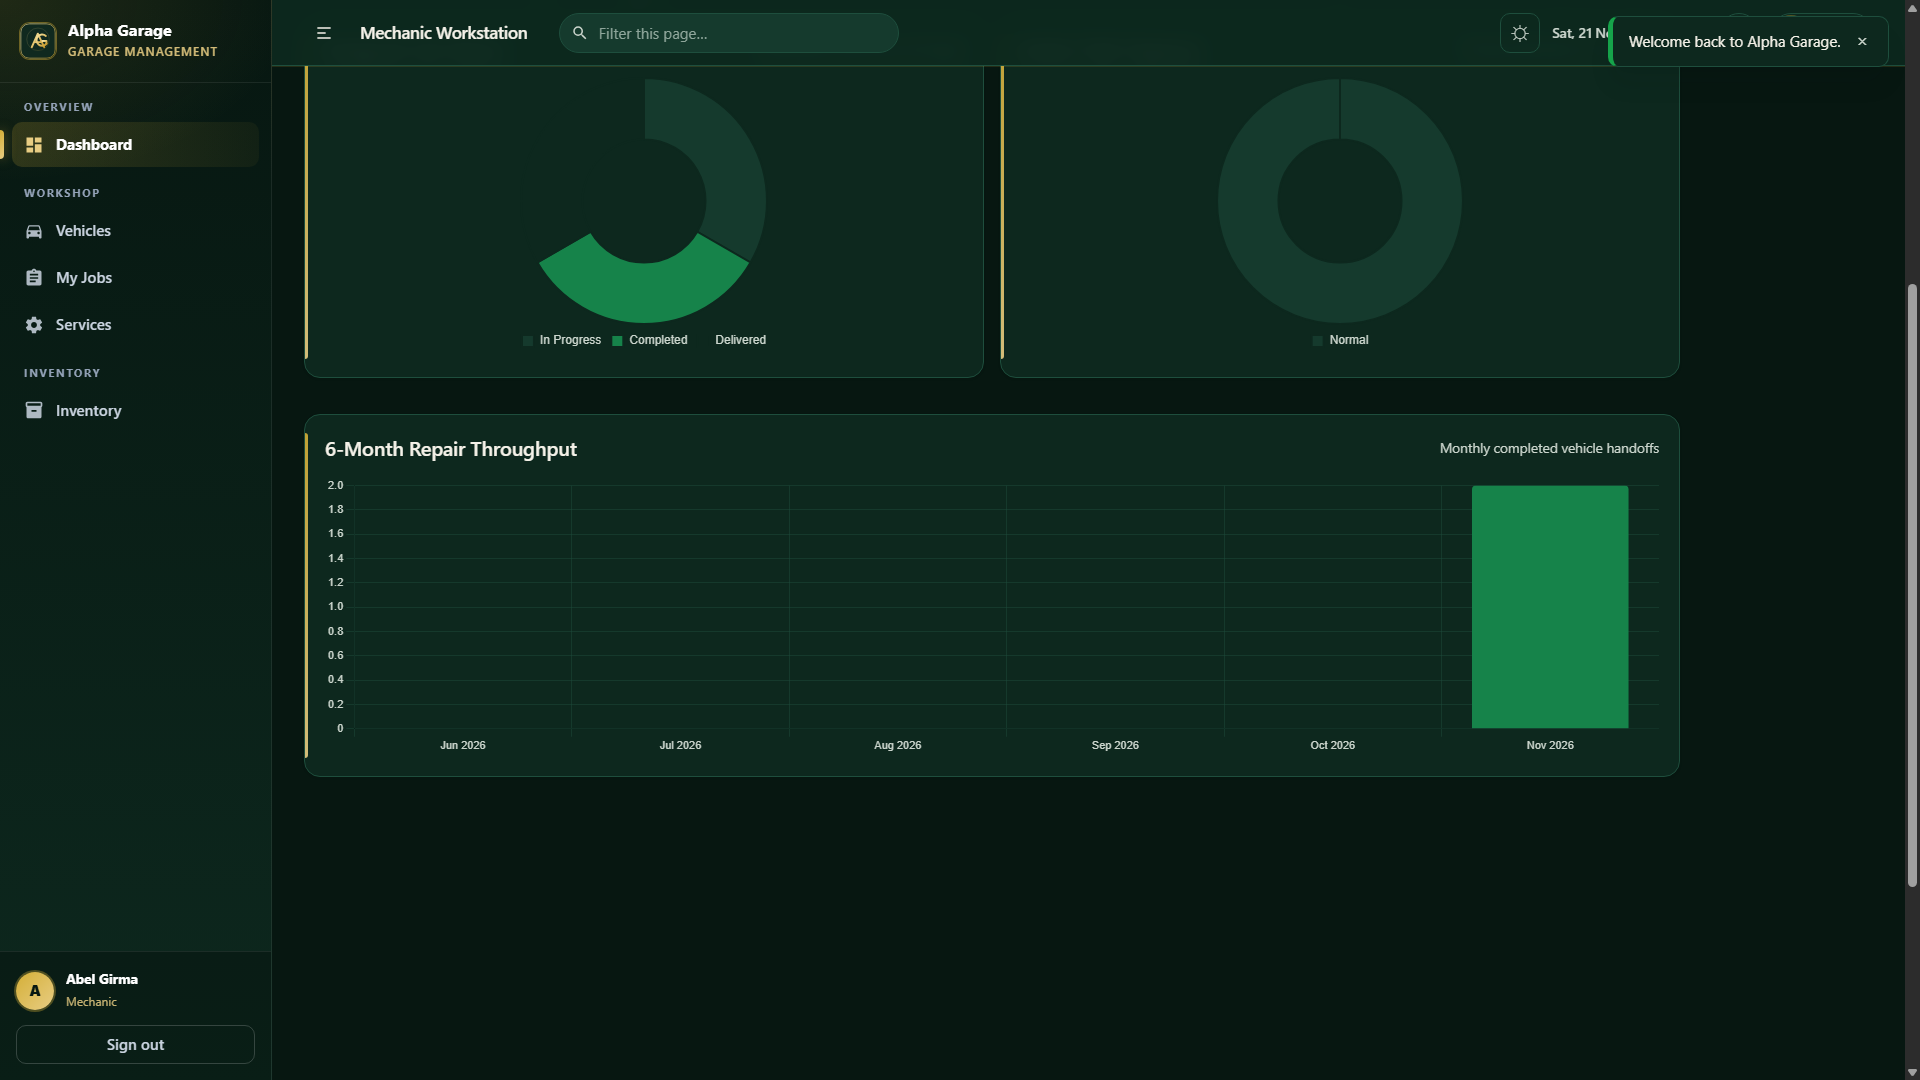 Alpha Garage
GARAGE MANAGEMENT
OVERVIEW
Dashboard
WORKSHOP
Vehicles
My Jobs
Services
INVENTORY
Inventory
Abel Girma
Mechanic
A
Sign out
Mechanic Workstation
Filter this page...
Sat, 21
Welcome back to Alpha Garage.
In Progress
Completed
Delivered
Normal
6-Month Repair Throughput
Monthly completed vehicle handoffs
2.0
1.8
1.6
1.4
1.2
1.0
0.8
0.6
0.4
0.2
0
Jun 2026
Jul 2026
Aug 2026
Sep 2026
Oct 2026
Nov 2026